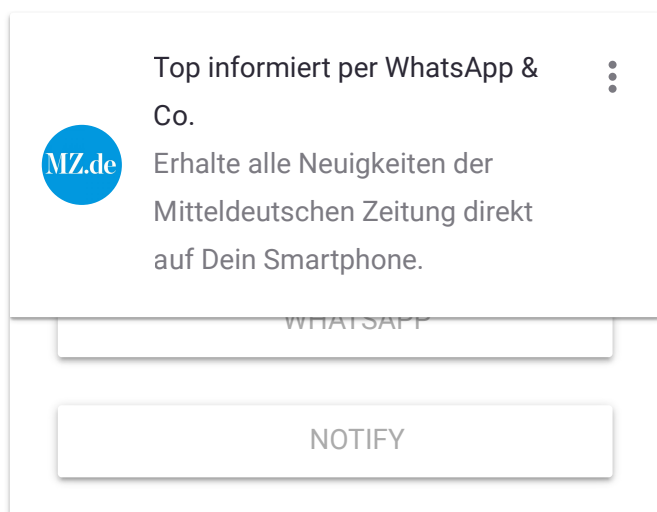 Top informiert per WhatsApp &
Co.
MZ.de
Erhalte alle Neuigkeiten der
Mitteldeutschen Zeitung direkt
auf Dein Smartphone.
WHATSAPP
NOTIFY